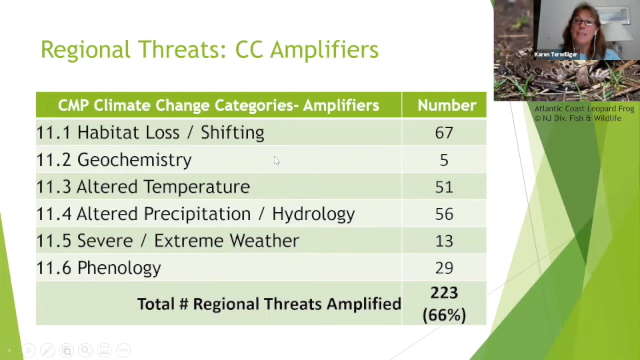 Regional Threats: CC Amplifiers
Karen Terwilliger
Atlantic Coast Leopard Frog
© NJ Div. Fish & Wildlife
CMP Climate Change Categories- Amplifiers Number
11.1 Habitat Loss / Shifting 67
11.2 Geochemistry 5
11.3 Altered Temperature 51
11.4 Altered Precipitation / Hydrology 56
11.5 Severe / Extreme Weather 13
11.6 Phenology 29
Total # Regional Threats Amplified 223
(66%)